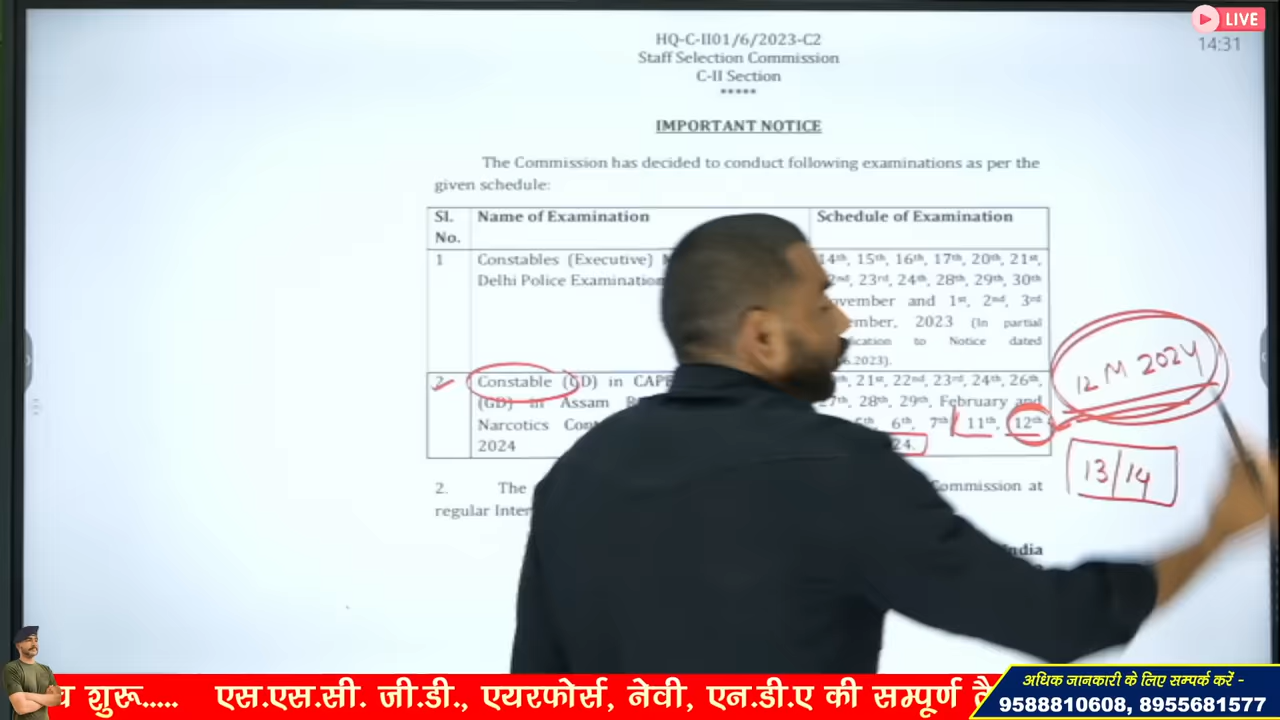 LIVE
14:31
HQ-C-II01/6/2023-C2
Staff Selection Commission
C-II Section
*****
IMPORTANT NOTICE
The Commission has decided to conduct following examinations as per the
given schedule:
Sl. No.
Name of Examination
Schedule of Examination
1
Constables (Executive)
Delhi Police Examination
14th, 15th, 16th, 17th, 20th, 21st,
23rd, 24th, 28th, 29th, 30th
and 1st, 2nd, 3rd
2023 (In partial
to Notice dated
2023).
2
Constable (GD) in
(GD) in Assam
Narcotics
2024
21st, 22nd, 23rd, 24th, 26th,
28th, 29th, February and
6th, 7th, 11th, 12th
24.
12 M 2024
13/14
2. The
Commission at
regular
शुरू..... एस.एस.सी. जी.डी., एयरफोर्स, नेवी, एन.डी.ए की सम्पूर्ण
अधिक जानकारी के लिए सम्पर्क करें -
9588810608, 8955681577